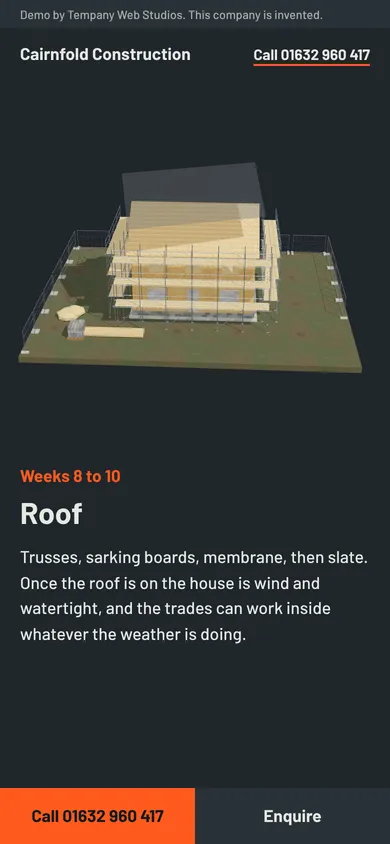 Demo by Tempany Web Studios. This company is invented.
Cairnfold Construction
Call 01632 960 417
Weeks 8 to 10
Roof
Trusses, sarking boards, membrane, then slate.
Once the roof is on the house is wind and
watertight, and the trades can work inside
whatever the weather is doing.
Call 01632 960 417
Enquire